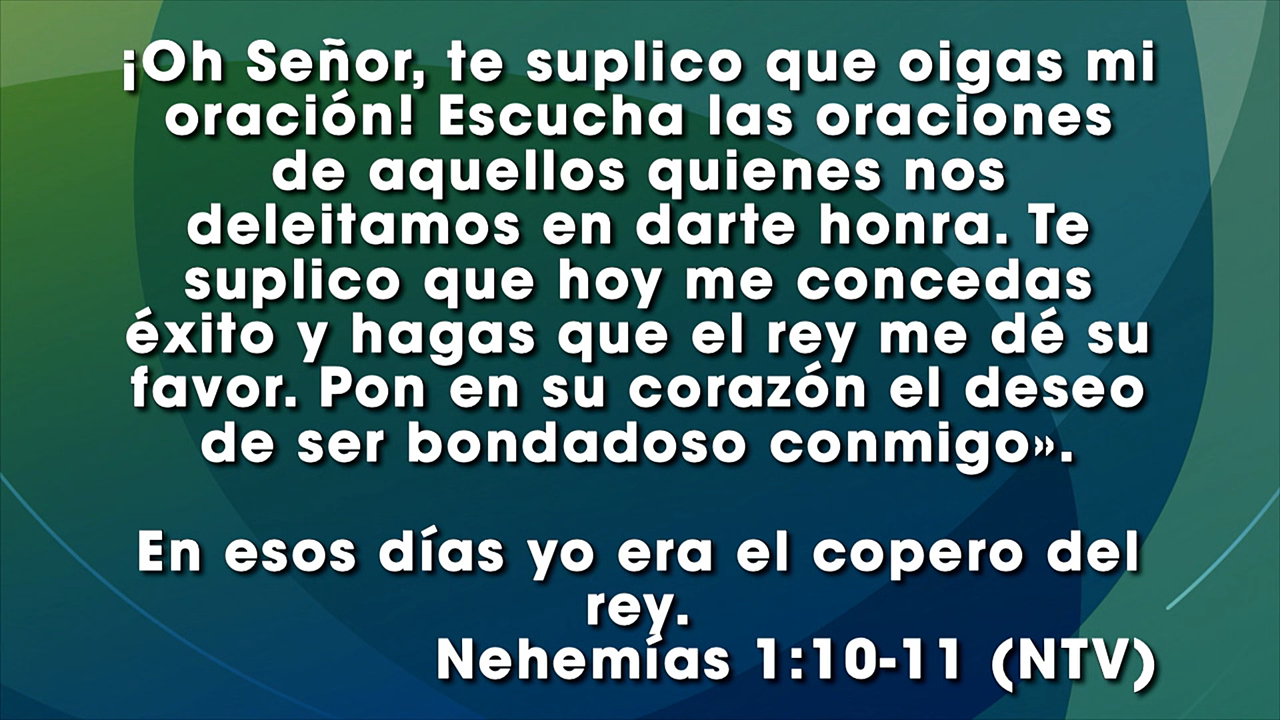 ¡Oh Señor, te suplico que oigas mi
oración! Escucha las oraciones
de aquellos quienes nos
deleitamos en darte honra. Te
suplico que hoy me concedas
éxito y hagas que el rey me dé su
favor. Pon en su corazón el deseo
de ser bondadoso conmigo».
En esos días yo era el copero del
rey.
Nehemías 1:10-11 (NTV)